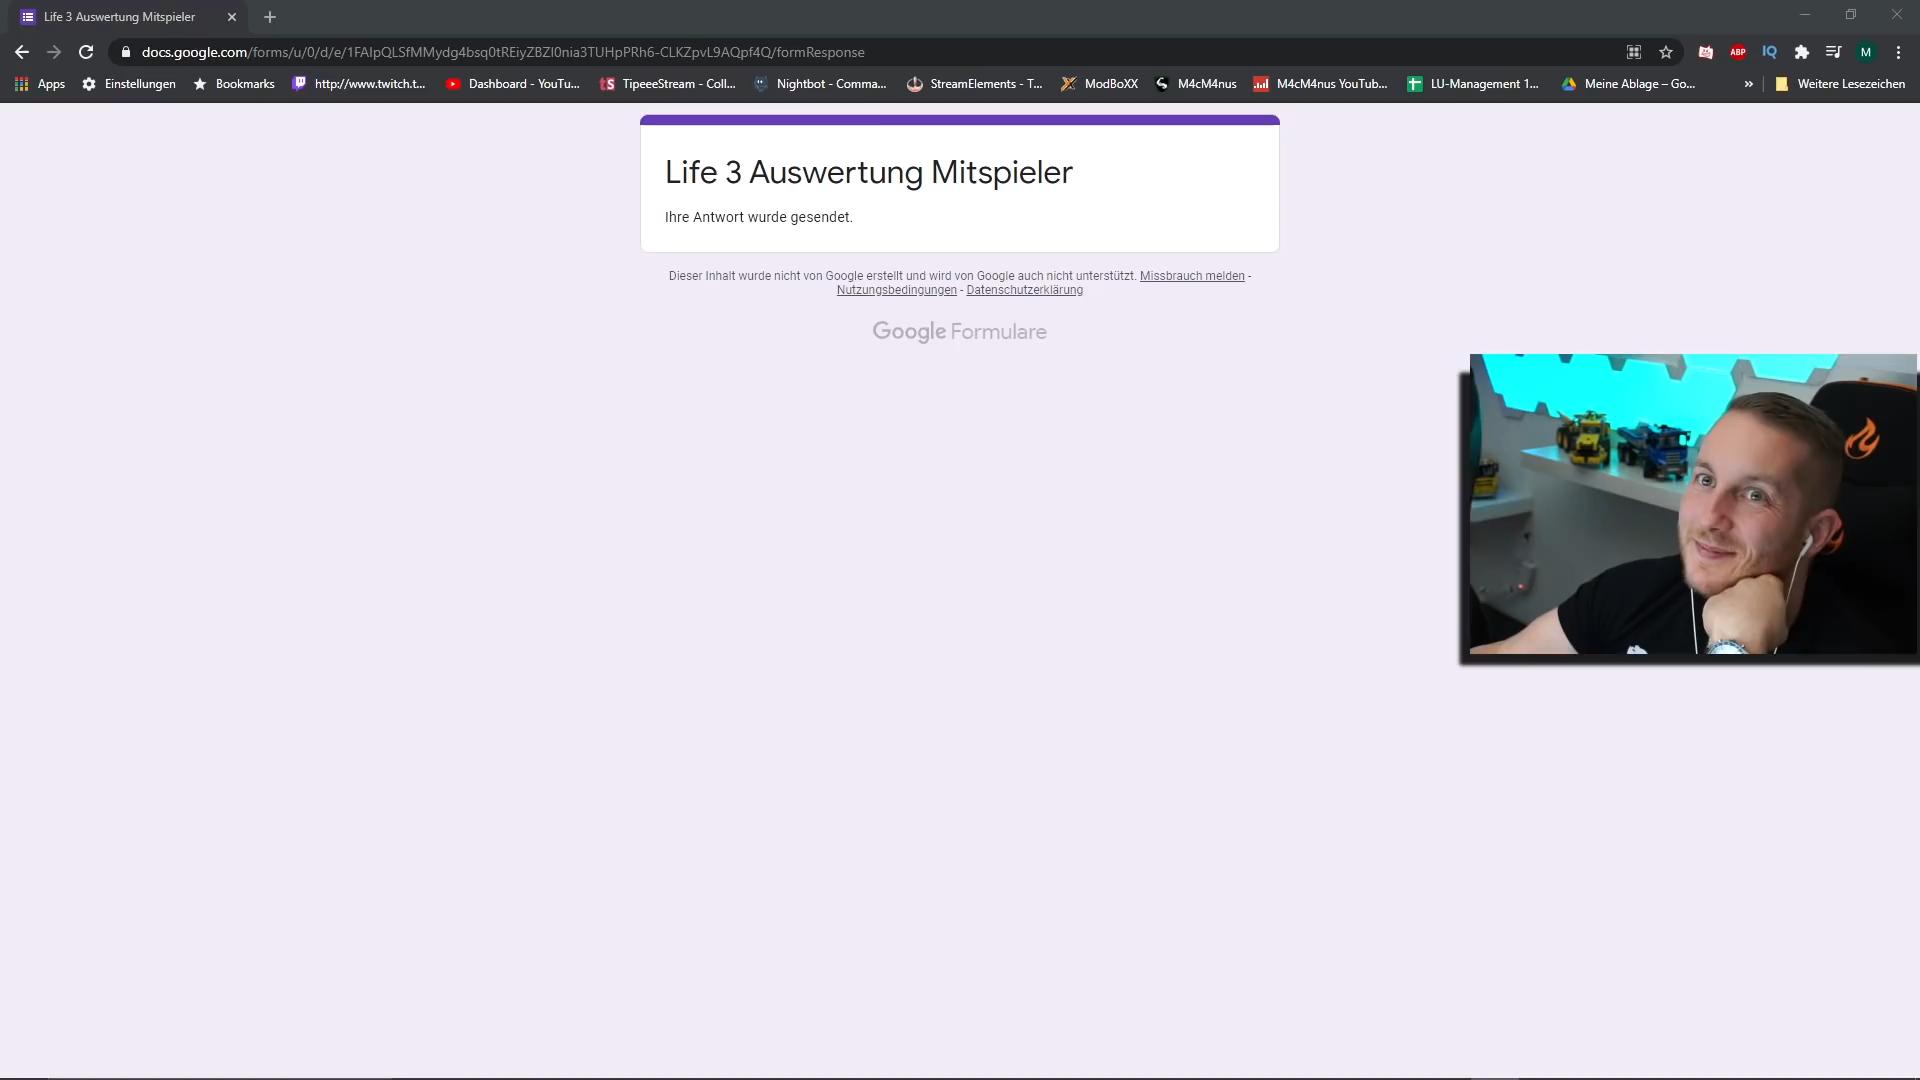 Life 3 Auswertung Mitspieler
docs.google.com/forms/u/0/d/e/1FAIpQLSfMMydg4bsq0tREiyZBZI0nia3TUHpPRh6-CLKZpvL9AQpf4Q/formResponse
ABP
IQ
M
Apps Einstellungen Bookmarks http://www.twitch.t... Dashboard - YouTu... TipeeeStream - Coll... Nightbot - Comma... StreamElements - T... ModBoXX M4cM4nus M4cM4nus YouTub... LU-Management 1... Meine Ablage – Go... » Weitere Lesezeichen
Life 3 Auswertung Mitspieler
Ihre Antwort wurde gesendet.
Dieser Inhalt wurde nicht von Google erstellt und wird von Google auch nicht unterstützt. Missbrauch melden -
Nutzungsbedingungen - Datenschutzerklärung
Google Formulare